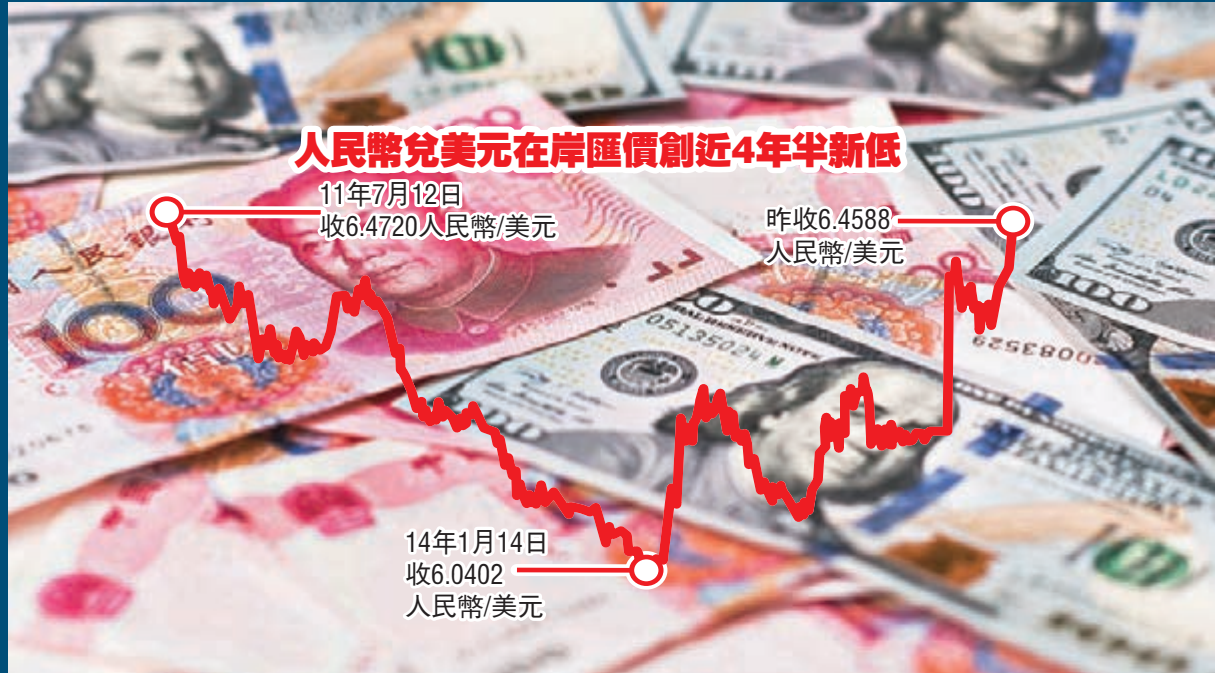 人民幣兌美元在岸匯價創近4年半新低
11年7月12日
收6.4720人民幣/美元
昨收6.4588
人民幣/美元
14年1月14日
收6.0402
人民幣/美元
100
05135024
0083529